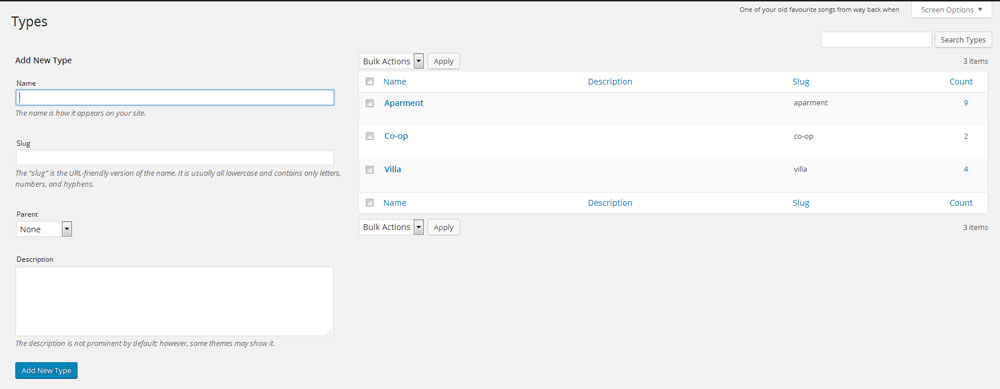 One of your old favourite songs from way back when
Screen Options ▼
Types
Search Types
Add New Type
Name
The name is how it appears on your site.
Slug
The “slug” is the URL-friendly version of the name. It is usually all lowercase and contains only letters,
numbers, and hyphens.
Parent
None
Description
The description is not prominent by default; however, some themes may show it.
Add New Type
Bulk Actions Apply 3 items
Name Description Slug Count
Aparment aparment 9
Co-op co-op 2
Villa villa 4
Name Description Slug Count
Bulk Actions Apply 3 items